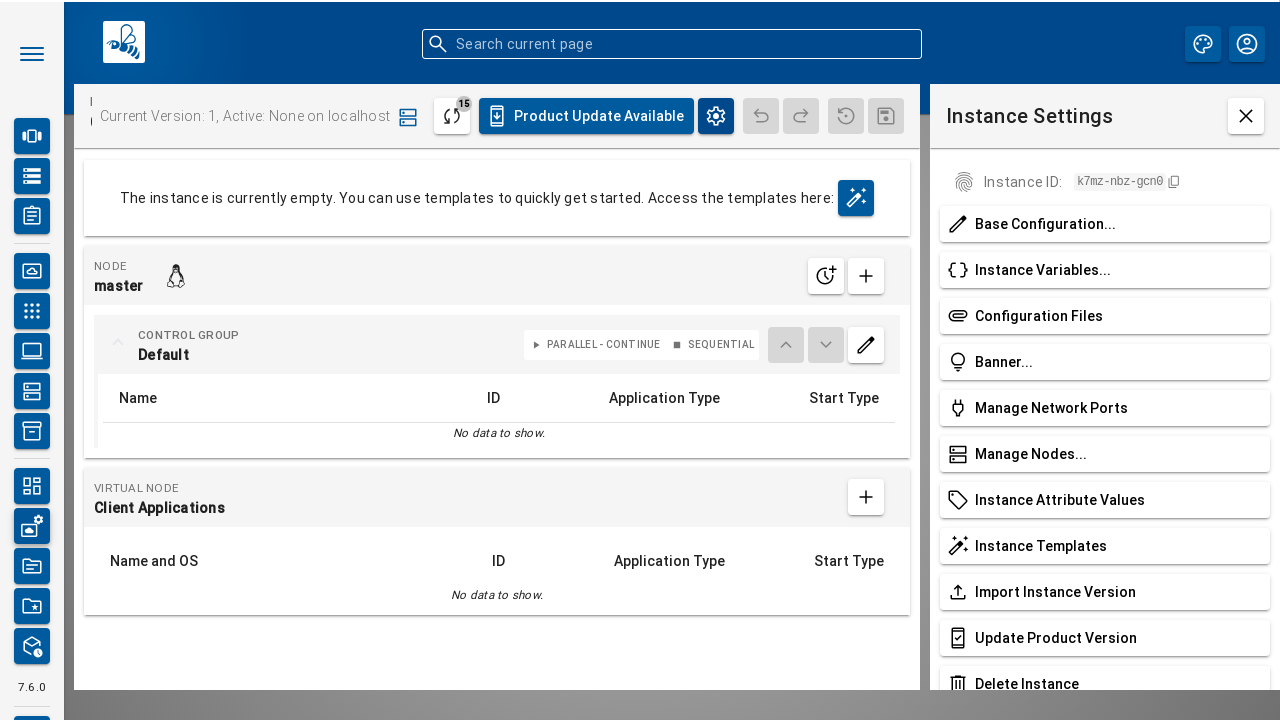 Search current page
Current Version: 1, Active: None on localhost
15
Product Update Available
The instance is currently empty. You can use templates to quickly get started. Access the templates here:
NODE
master
CONTROL GROUP
Default
PARALLEL - CONTINUE
SEQUENTIAL
Name ID Application Type Start Type
No data to show.
VIRTUAL NODE
Client Applications
Name and OS ID Application Type Start Type
No data to show.
Instance Settings
Instance ID: k7mz-nbz-gcn0
Base Configuration...
Instance Variables...
Configuration Files
Banner...
Manage Network Ports
Manage Nodes...
Instance Attribute Values
Instance Templates
Import Instance Version
Update Product Version
Delete Instance
7.6.0